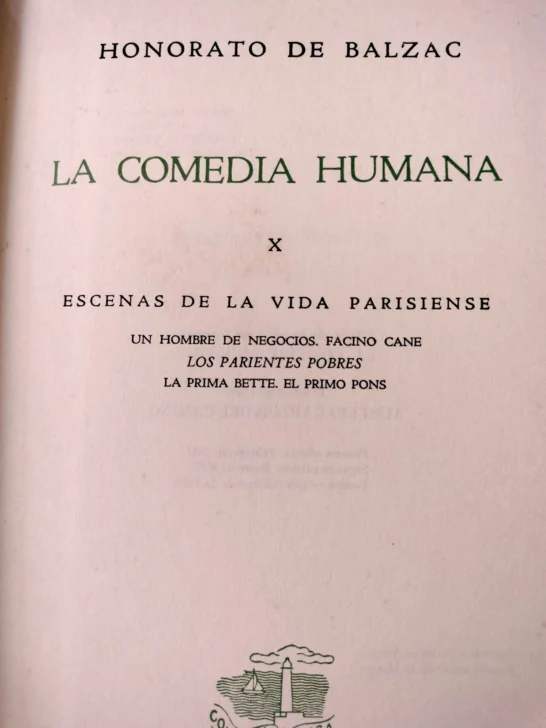 HONORATO DE BALZAC
LA COMEDIA HUMANA
X
ESCENAS DE LA VIDA PARISIENSE
UN HOMBRE DE NEGOCIOS. FACINO CANE
LOS PARIENTES POBRES
LA PRIMA BETTE. EL PRIMO PONS